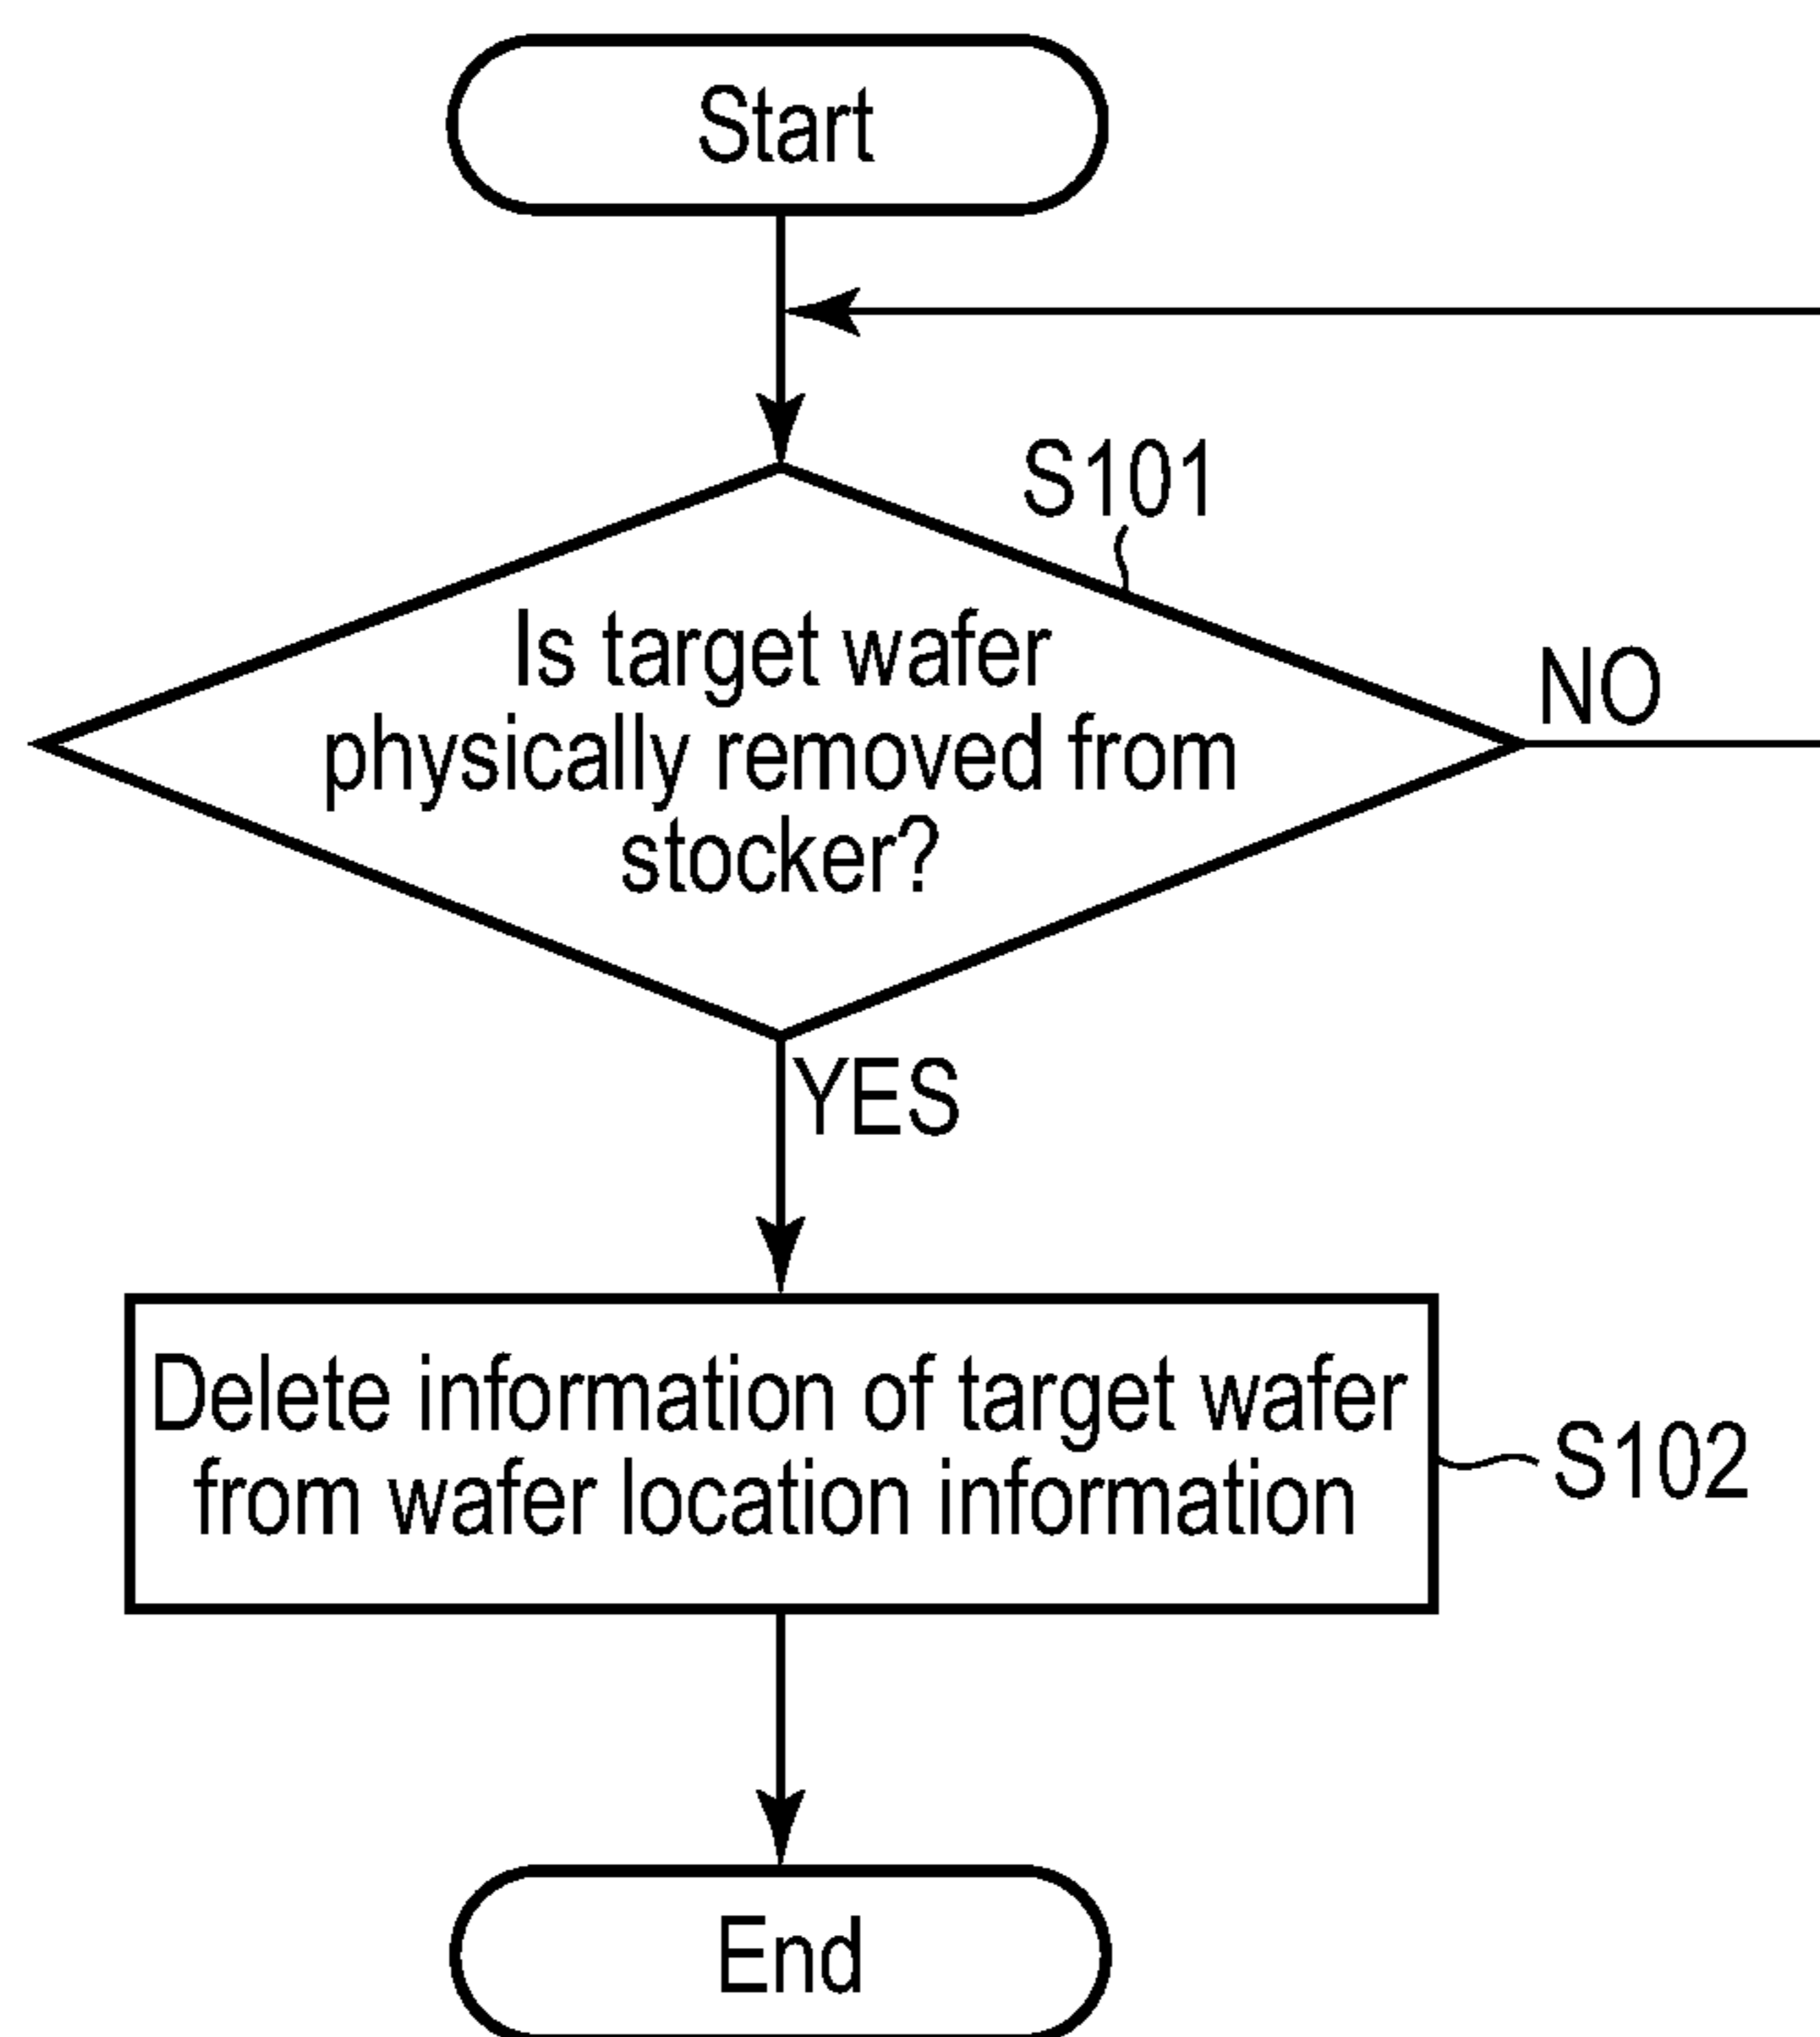 Start
S101
Is target wafer
physically removed from
stocker?
NO
YES
Delete information of target wafer
from wafer location information
S102
End